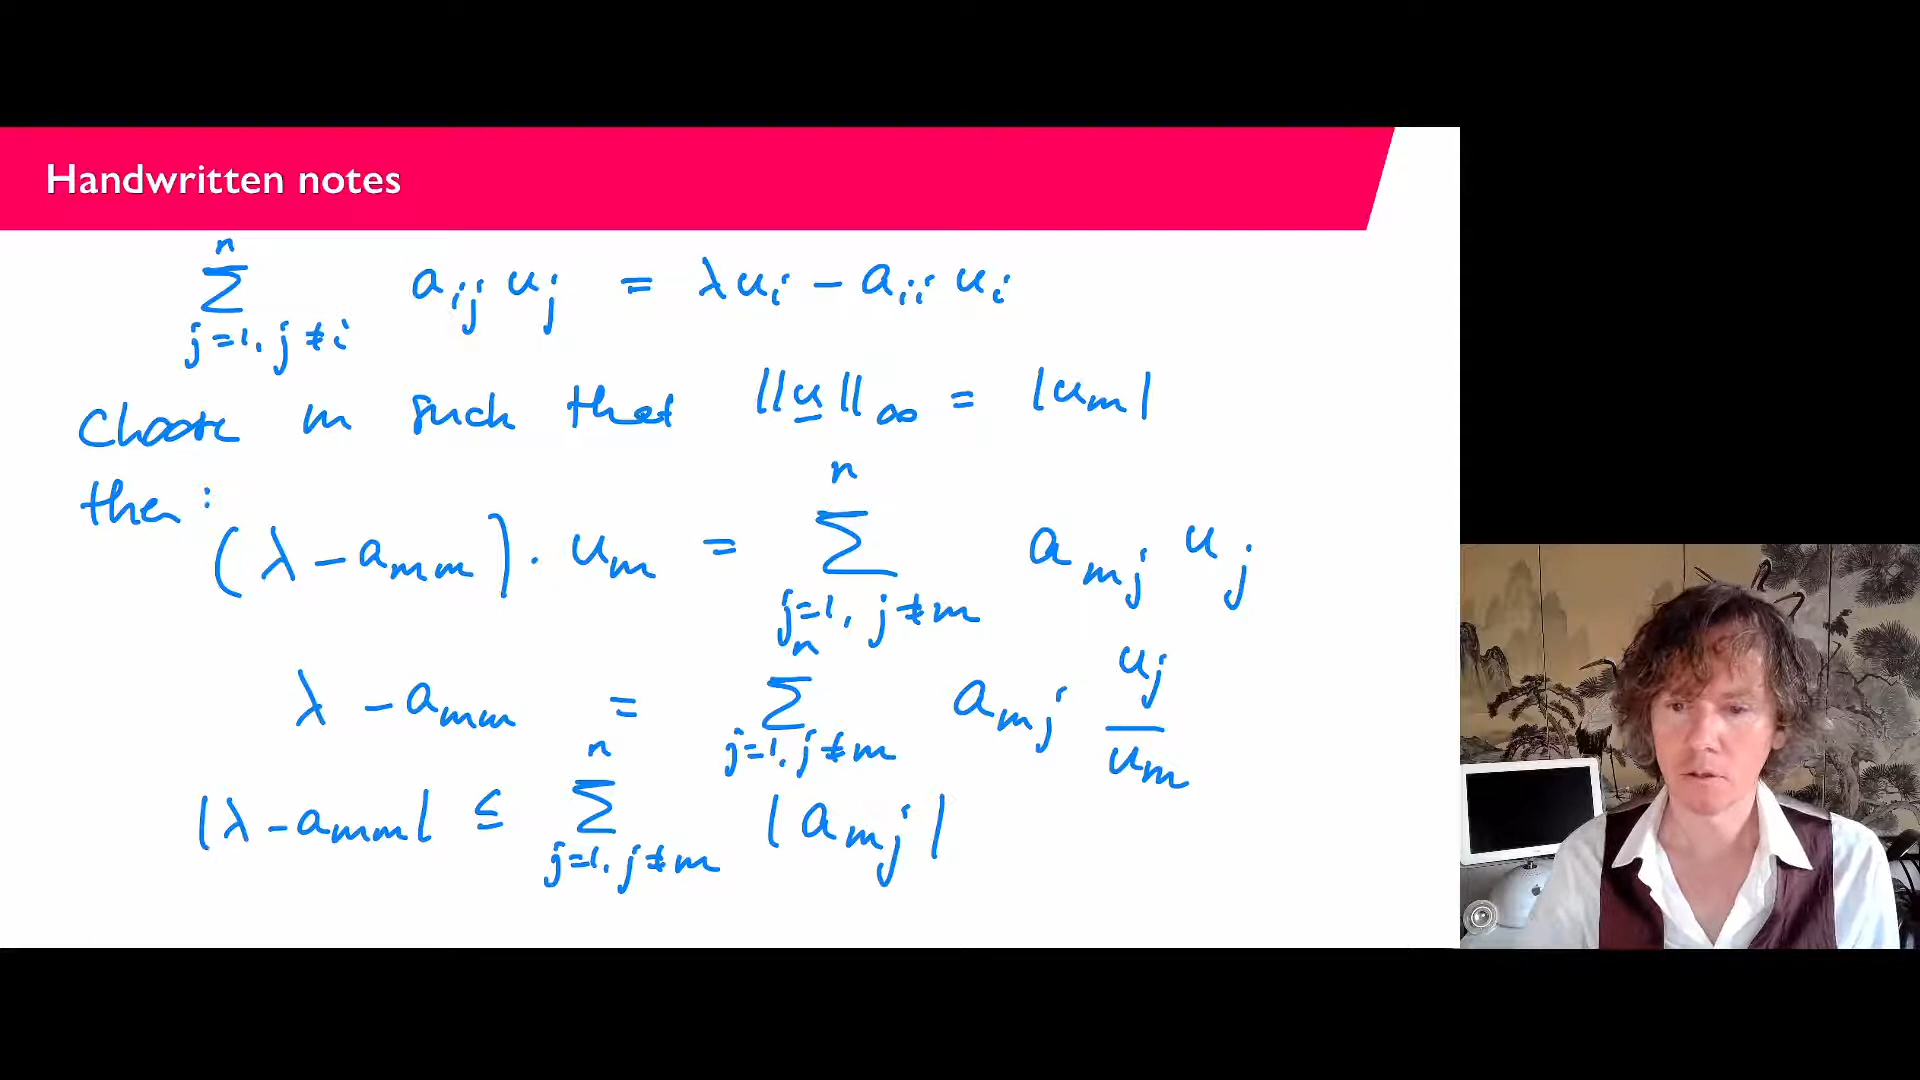 Handwritten notes
n
∑ a_ij u_j = λu_i − a_ii u_i
j=1, j≠i
Choose m such that ||u||_∞ = |u_m|
then:
n
(λ − a_mm) · u_m = ∑ a_mj u_j
j=1, j≠m
n
λ − a_mm = ∑ a_mj u_j/u_m
j=1, j≠m
n
|λ − a_mm| ≤ ∑ |a_mj|
j=1, j≠m